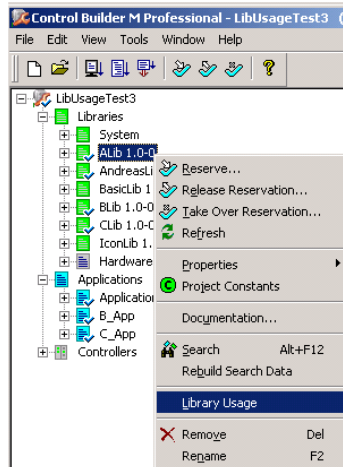 Control Builder M Professional - LibUsageTest3 (
File Edit View Tools Window Help
LibUsageTest3
Libraries
System
ALib 1.0-0
AndreasLi
BasicLib 1
BLib 1.0-0
CLib 1.0-0
IconLib 1.
Hardware
Applications
Application
B_App
C_App
Controllers
Reserve...
Release Reservation...
Take Over Reservation...
Refresh
Properties
Project Constants
Documentation...
Search Alt+F12
Rebuild Search Data
Library Usage
Remove Del
Rename F2